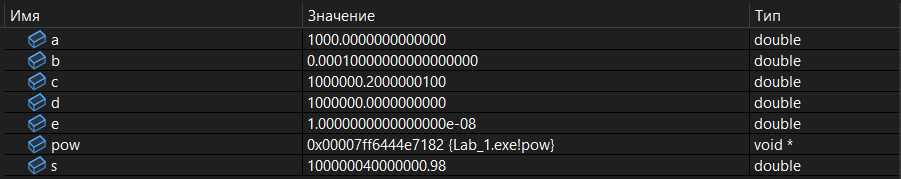 Имя Значение Тип
a 1000.0000000000000 double
b 0.00010000000000000000 double
c 1000000.2000000100 double
d 1000000.0000000000 double
e 1.0000000000000000e-08 double
pow 0x00007ff6444e7182 {Lab_1.exe!pow} void *
s 100000040000000.98 double